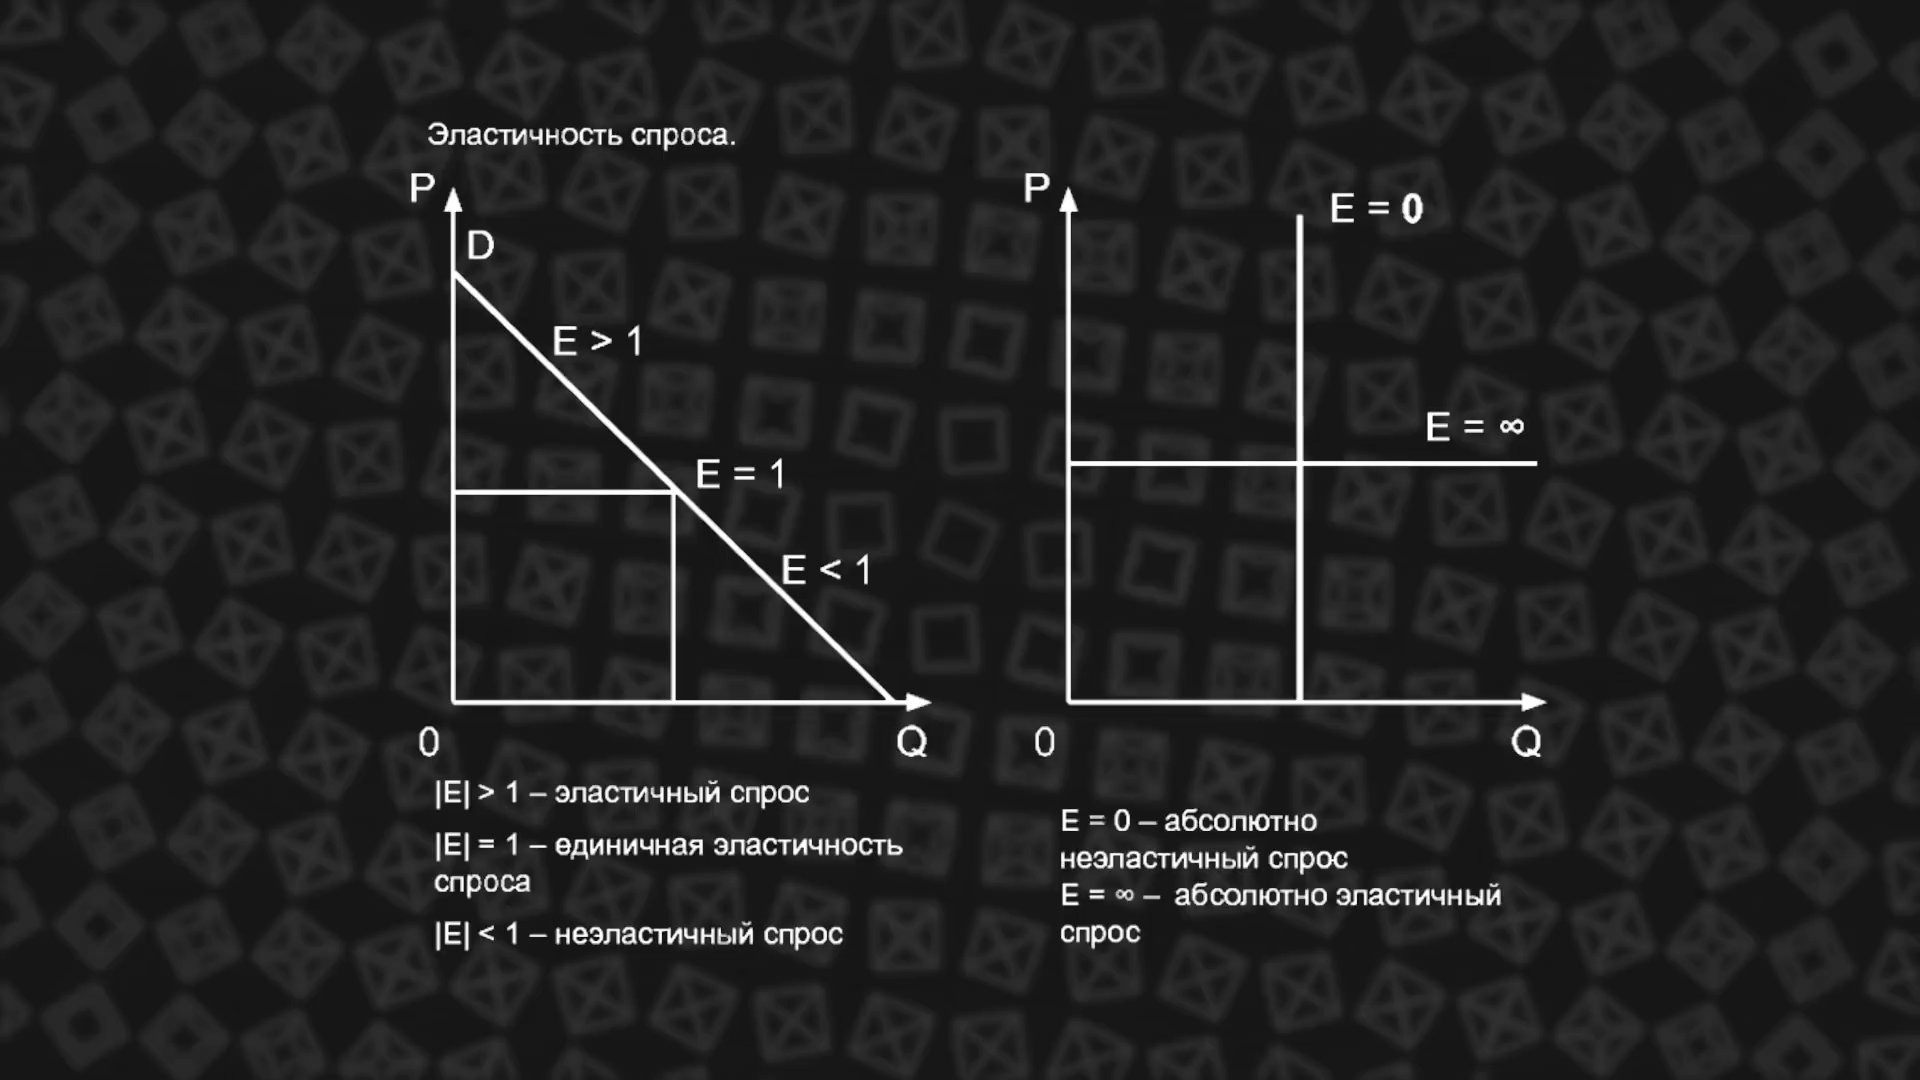 Эластичность спроса.
P
D
E > 1
E = 1
E < 1
0
Q
|E| > 1 – эластичный спрос
|E| = 1 – единичная эластичность
спроса
|E| < 1 – неэластичный спрос
P
E = 0
E = ∞
0
Q
E = 0 – абсолютно
неэластичный спрос
E = ∞ – абсолютно эластичный
спрос